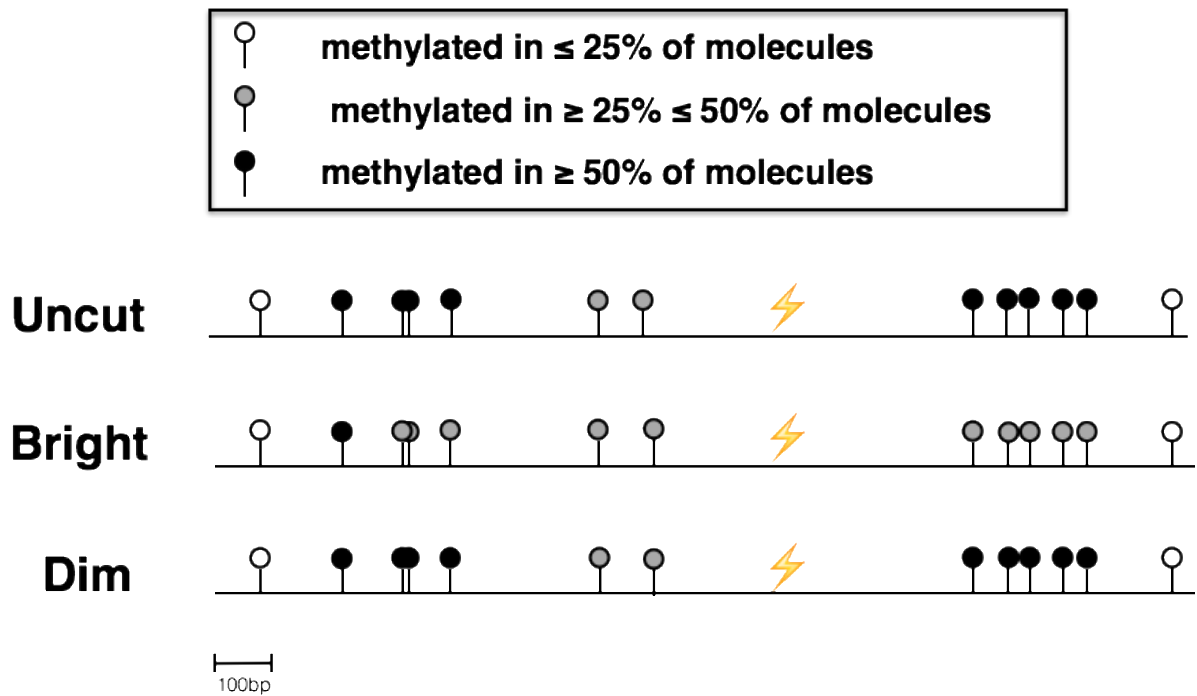 methylated in ≤ 25% of molecules
methylated in ≥ 25% ≤ 50% of molecules
methylated in ≥ 50% of molecules
Uncut
Bright
Dim
100bp